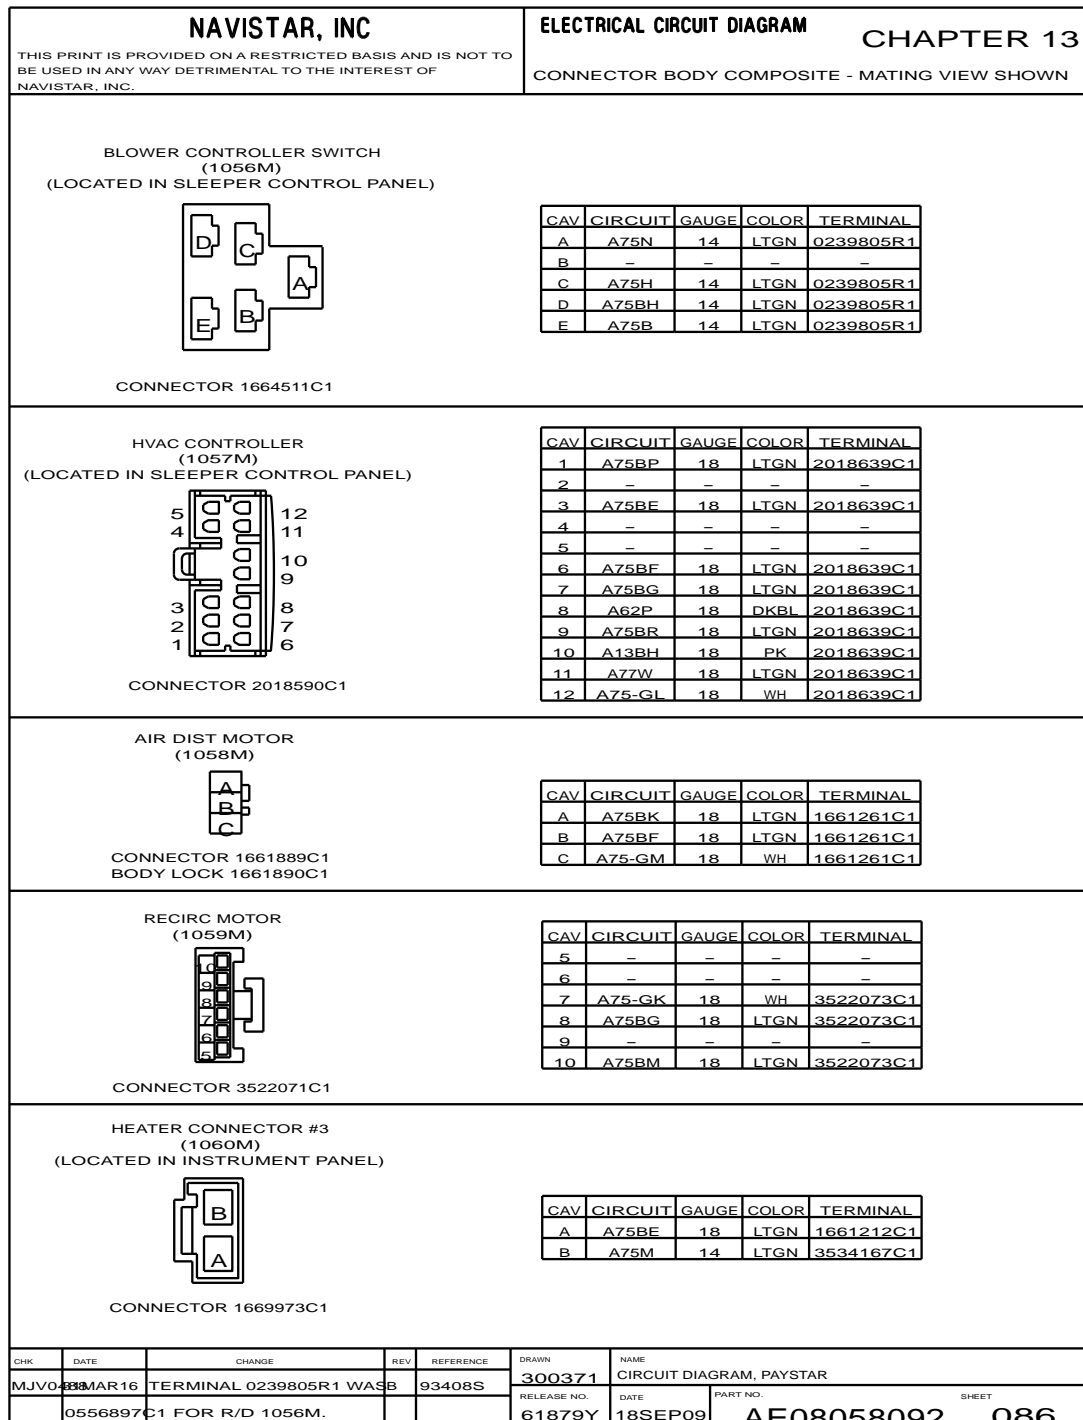 NAVISTAR, INC
THIS PRINT IS PROVIDED ON A RESTRICTED BASIS AND IS NOT TO
BE USED IN ANY WAY DETRIMENTAL TO THE INTEREST OF
NAVISTAR, INC.
ELECTRICAL CIRCUIT DIAGRAM
CHAPTER 13
CONNECTOR BODY COMPOSITE - MATING VIEW SHOWN
BLOWER CONTROLLER SWITCH
(1056M)
(LOCATED IN SLEEPER CONTROL PANEL)
D
C
A
E
B
CONNECTOR 1664511C1
CAV CIRCUIT GAUGE COLOR TERMINAL
A A75N 14 LTGN 0239805R1
B – – – –
C A75H 14 LTGN 0239805R1
D A75BH 14 LTGN 0239805R1
E A75B 14 LTGN 0239805R1
HVAC CONTROLLER
(1057M)
(LOCATED IN SLEEPER CONTROL PANEL)
5 12
4 11
10
9
3 8
2 7
1 6
CONNECTOR 2018590C1
CAV CIRCUIT GAUGE COLOR TERMINAL
1 A75BP 18 LTGN 2018639C1
2 – – – –
3 A75BE 18 LTGN 2018639C1
4 – – – –
5 – – – –
6 A75BF 18 LTGN 2018639C1
7 A75BG 18 LTGN 2018639C1
8 A62P 18 DKBL 2018639C1
9 A75BR 18 LTGN 2018639C1
10 A13BH 18 PK 2018639C1
11 A77W 18 LTGN 2018639C1
12 A75-GL 18 WH 2018639C1
AIR DIST MOTOR
(1058M)
A
B
C
CONNECTOR 1661889C1
BODY LOCK 1661890C1
CAV CIRCUIT GAUGE COLOR TERMINAL
A A75BK 18 LTGN 1661261C1
B A75BF 18 LTGN 1661261C1
C A75-GM 18 WH 1661261C1
RECIRC MOTOR
(1059M)
10
9
8
7
6
5
CONNECTOR 3522071C1
CAV CIRCUIT GAUGE COLOR TERMINAL
5 – – – –
6 – – – –
7 A75-GK 18 WH 3522073C1
8 A75BG 18 LTGN 3522073C1
9 – – – –
10 A75BM 18 LTGN 3522073C1
HEATER CONNECTOR #3
(1060M)
(LOCATED IN INSTRUMENT PANEL)
B
A
CONNECTOR 1669973C1
CAV CIRCUIT GAUGE COLOR TERMINAL
A A75BE 18 LTGN 1661212C1
B A75M 14 LTGN 3534167C1
CHK DATE CHANGE REV REFERENCE
TERMINAL 0239805R1 WAS B 93408S
0556897C1 FOR R/D 1056M.
DRAWN
300371
NAME
CIRCUIT DIAGRAM, PAYSTAR
RELEASE NO.
61879Y
DATE
18SEP09
PART NO.
AE08058092
SHEET
086